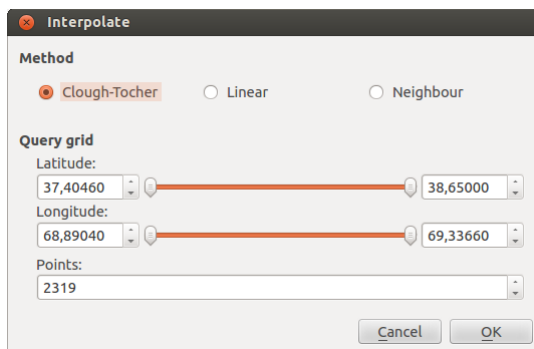 Interpolate
Method
Clough-Tocher Linear Neighbour
Query grid
Latitude:
37,40460 38,65000
Longitude:
68,89040 69,33660
Points:
2319
Cancel OK